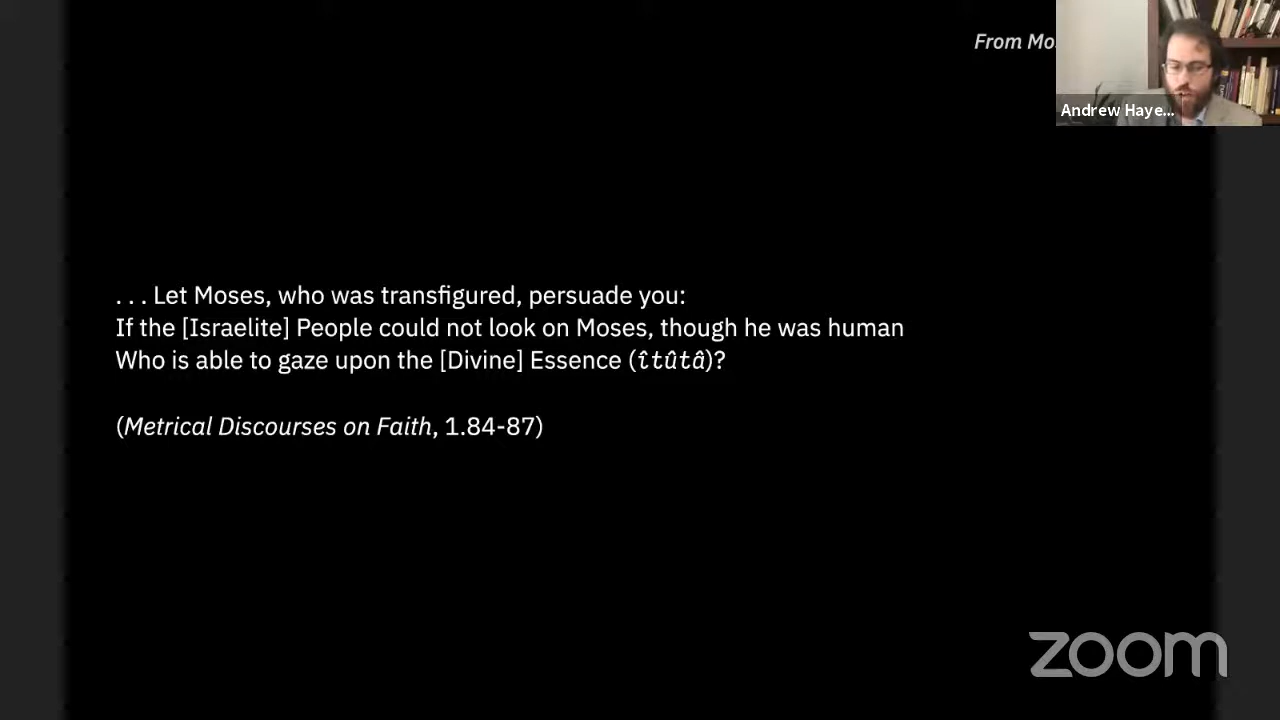 From Mo
Andrew Haye...
. . . Let Moses, who was transfigured, persuade you:
If the [Israelite] People could not look on Moses, though he was human
Who is able to gaze upon the [Divine] Essence (îtûtâ)?
(Metrical Discourses on Faith, 1.84-87)
zoom